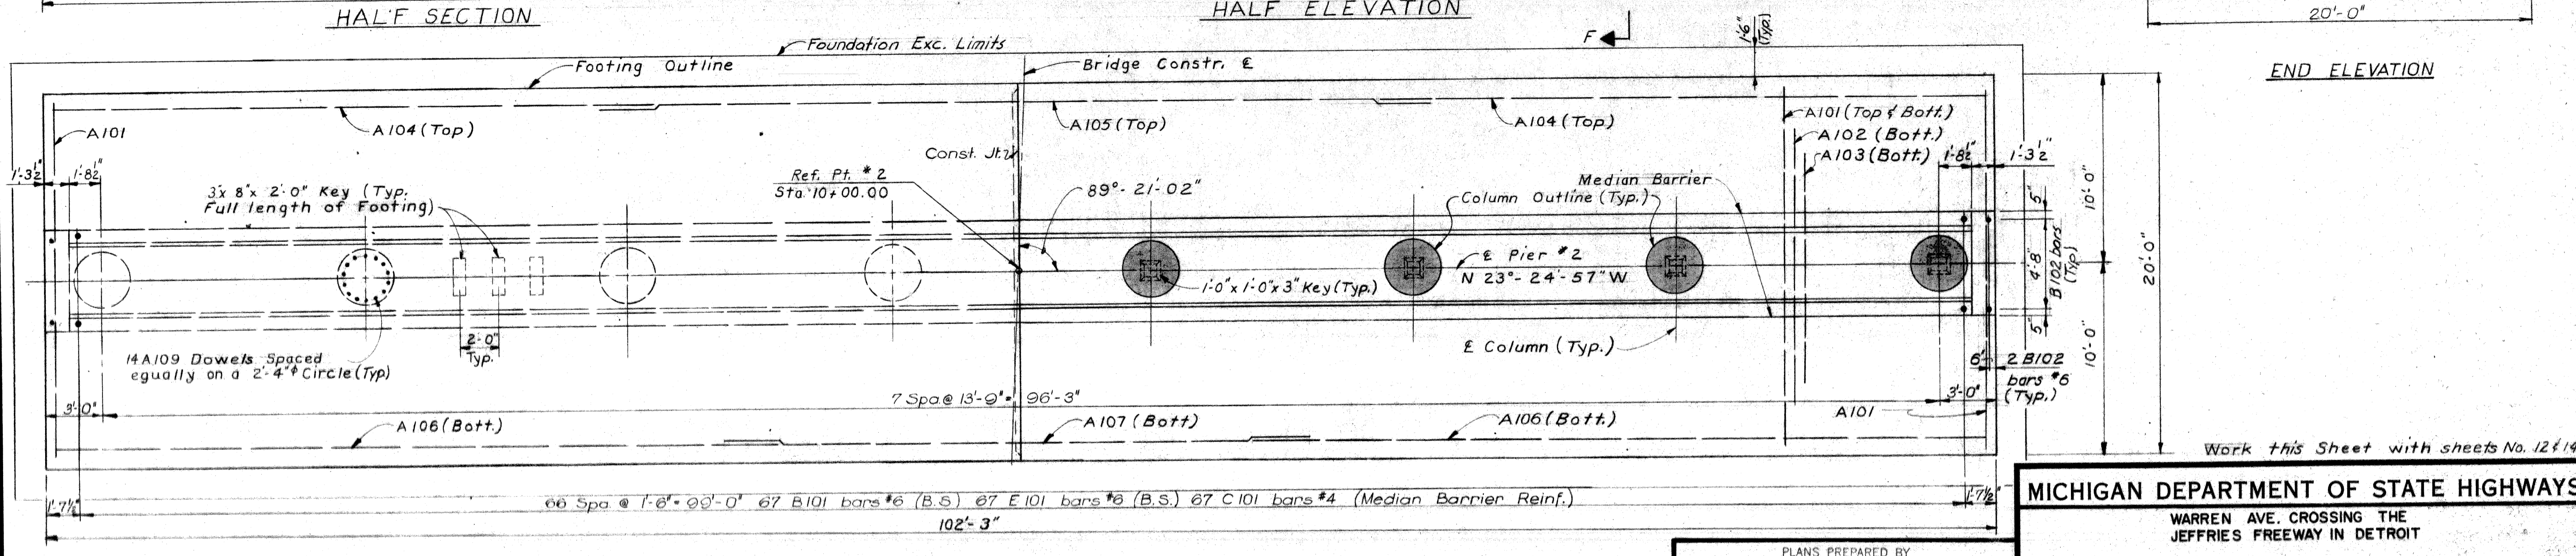 HALF SECTION
HALF ELEVATION
F
1'-6"
(Typ.)
20'-0"
END ELEVATION
Foundation Exc. Limits
Footing Outline
Bridge Constr. ℄
A101
A104 (Top)
A105 (Top)
A104 (Top)
A101 (Top & Bott.)
A102 (Bott.)
A103 (Bott.)
Const. Jt.
1'-3½"
1'-8½"
1'-8½"
1'-3½"
3"x 8"x 2'-0" Key (Typ.
Full length of Footing)
Ref. Pt. #2
Sta. 10+00.00
89°-21'-02"
Median Barrier
Column Outline (Typ.)
℄ Pier #2
N 23°-24'-57" W
1'-0"x 1'-0"x 3" Key (Typ.)
℄ Column (Typ.)
5"
4'-8"
5"
B102 bars
(Typ)
10'-0"
10'-0"
20'-0"
2'-0"
Typ.
14 A109 Dowels Spaced
equally on a 2'-4"ϕ Circle (Typ)
6"
2 B102
bars #6
(Typ.)
3'-0"
7 Spa @ 13'-9" = 96'-3"
3'-0"
A101
A106 (Bott.)
A107 (Bott)
A106 (Bott.)
Work this Sheet with sheets No. 12 & 14
1'-7½"
66 Spa. @ 1'-6" = 99'-0" 67 B101 bars #6 (B.S) 67 E101 bars #6 (B.S.) 67 C101 bars #4 (Median Barrier Reinf.)
1'-7½"
102'-3"
MICHIGAN DEPARTMENT OF STATE HIGHWAYS
WARREN AVE. CROSSING THE
JEFFRIES FREEWAY IN DETROIT
PLANS PREPARED BY